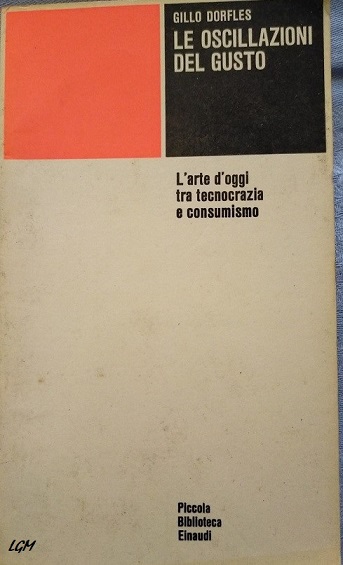 GILLO DORFLES
LE OSCILLAZIONI
DEL GUSTO
L'arte d'oggi
tra tecnocrazia
e consumismo
Piccola
Biblioteca
Einaudi
LGM